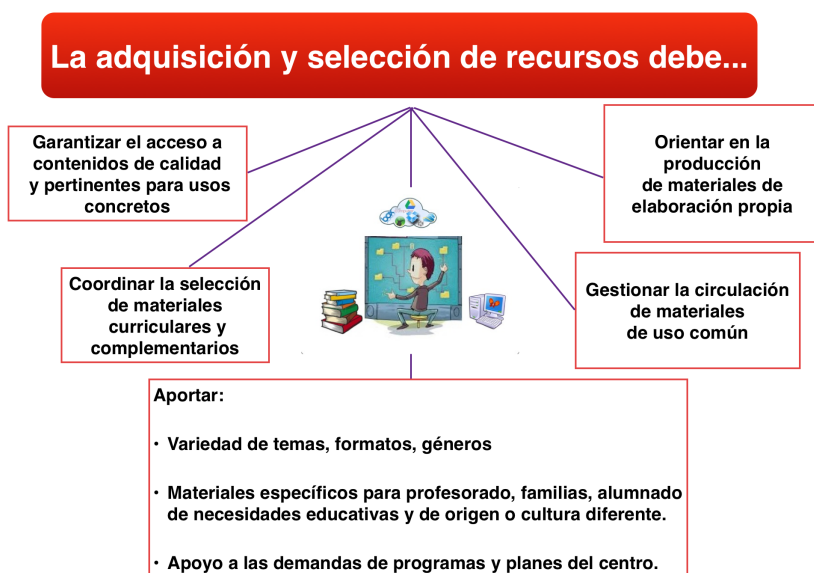 La adquisición y selección de recursos debe...
Garantizar el acceso a
contenidos de calidad
y pertinentes para usos
concretos
Orientar en la
producción
de materiales de
elaboración propia
Coordinar la selección
de materiales
curriculares y
complementarios
Gestionar la circulación
de materiales
de uso común
Aportar:
• Variedad de temas, formatos, géneros
• Materiales específicos para profesorado, familias, alumnado
de necesidades educativas y de origen o cultura diferente.
• Apoyo a las demandas de programas y planes del centro.